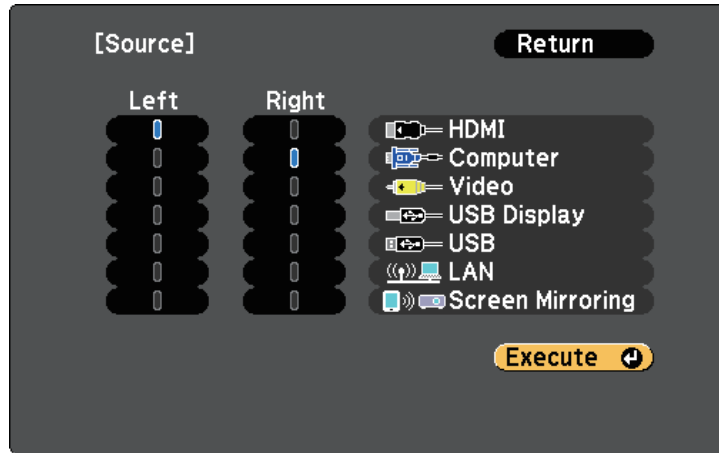 [Source]
Return
Left Right
HDMI
Computer
Video
USB Display
USB
LAN
Screen Mirroring
Execute